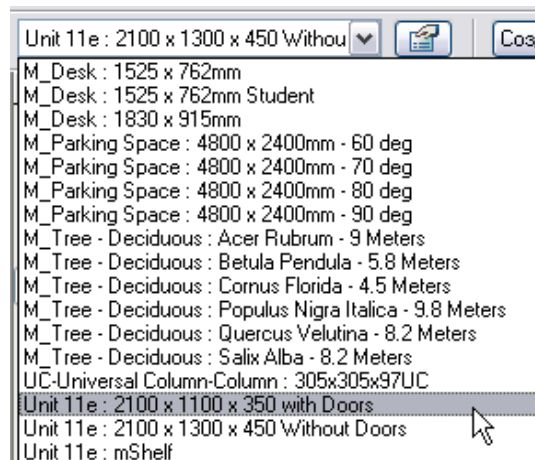 Unit 11e : 2100 x 1300 x 450 Withou
Cos
M_Desk : 1525 x 762mm
M_Desk : 1525 x 762mm Student
M_Desk : 1830 x 915mm
M_Parking Space : 4800 x 2400mm - 60 deg
M_Parking Space : 4800 x 2400mm - 70 deg
M_Parking Space : 4800 x 2400mm - 80 deg
M_Parking Space : 4800 x 2400mm - 90 deg
M_Tree - Deciduous : Acer Rubrum - 9 Meters
M_Tree - Deciduous : Betula Pendula - 5.8 Meters
M_Tree - Deciduous : Cornus Florida - 4.5 Meters
M_Tree - Deciduous : Populus Nigra Italica - 9.8 Meters
M_Tree - Deciduous : Quercus Velutina - 8.2 Meters
M_Tree - Deciduous : Salix Alba - 8.2 Meters
UC-Universal Column-Column : 305x305x97UC
Unit 11e : 2100 x 1100 x 350 with Doors
Unit 11e : 2100 x 1300 x 450 Without Doors
Unit 11e : mShelf